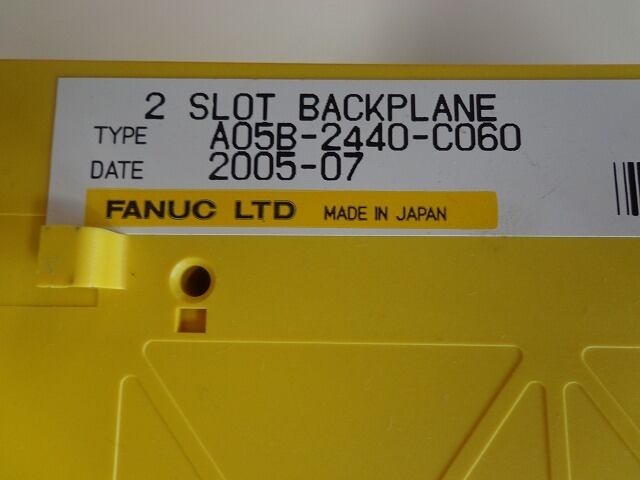 2 SLOT BACKPLANE
TYPE A05B-2440-C060
DATE 2005-07
FANUC LTD MADE IN JAPAN